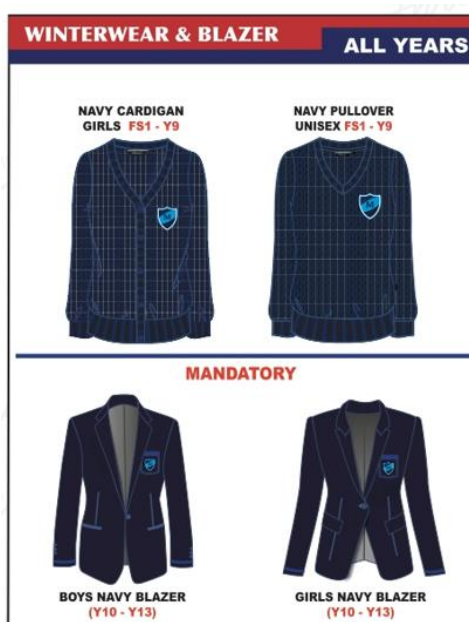 WINTERWEAR & BLAZER
ALL YEARS
NAVY CARDIGAN
GIRLS FS1 - Y9
NAVY PULLOVER
UNISEX FS1 - Y9
MANDATORY
BOYS NAVY BLAZER
(Y10 - Y13)
GIRLS NAVY BLAZER
(Y10 - Y13)